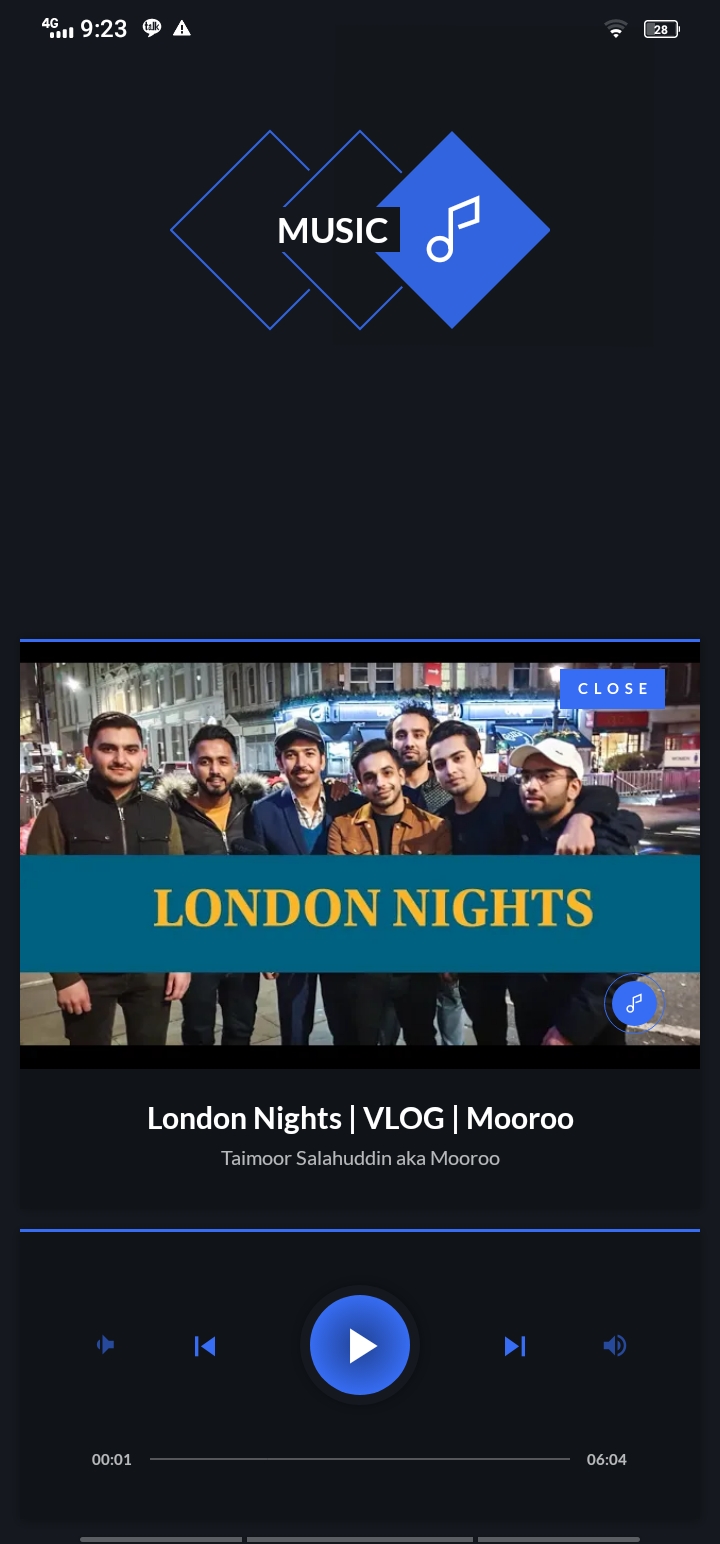 4G 9:23 talk 28
MUSIC
CLOSE
LONDON NIGHTS
London Nights | VLOG | Mooroo
Taimoor Salahuddin aka Mooroo
00:01 06:04